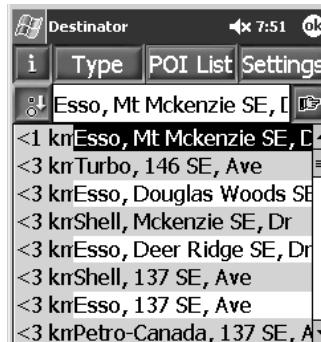 Destinator 7:51 ok
i Type POI List Settings
Esso, Mt Mckenzie SE, [
<1 km Esso, Mt Mckenzie SE, D
<3 km Turbo, 146 SE, Ave
<3 km Esso, Douglas Woods SE
<3 km Shell, Mckenzie SE, Dr
<3 km Esso, Deer Ridge SE, Dr
<3 km Shell, 137 SE, Ave
<3 km Esso, 137 SE, Ave
<3 km Petro-Canada, 137 SE, A